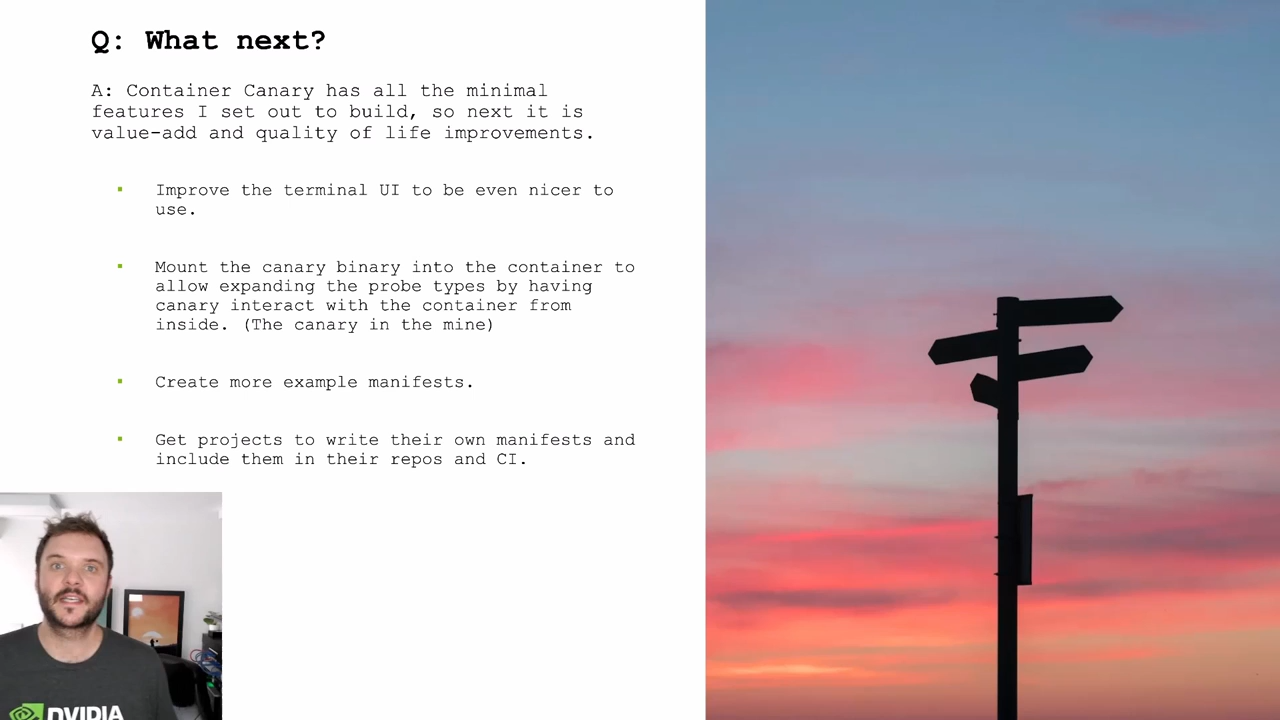 Q: What next?
A: Container Canary has all the minimal
features I set out to build, so next it is
value-add and quality of life improvements.
Improve the terminal UI to be even nicer to
use.
Mount the canary binary into the container to
allow expanding the probe types by having
canary interact with the container from
inside. (The canary in the mine)
Create more example manifests.
Get projects to write their own manifests and
include them in their repos and CI.
NVIDIA